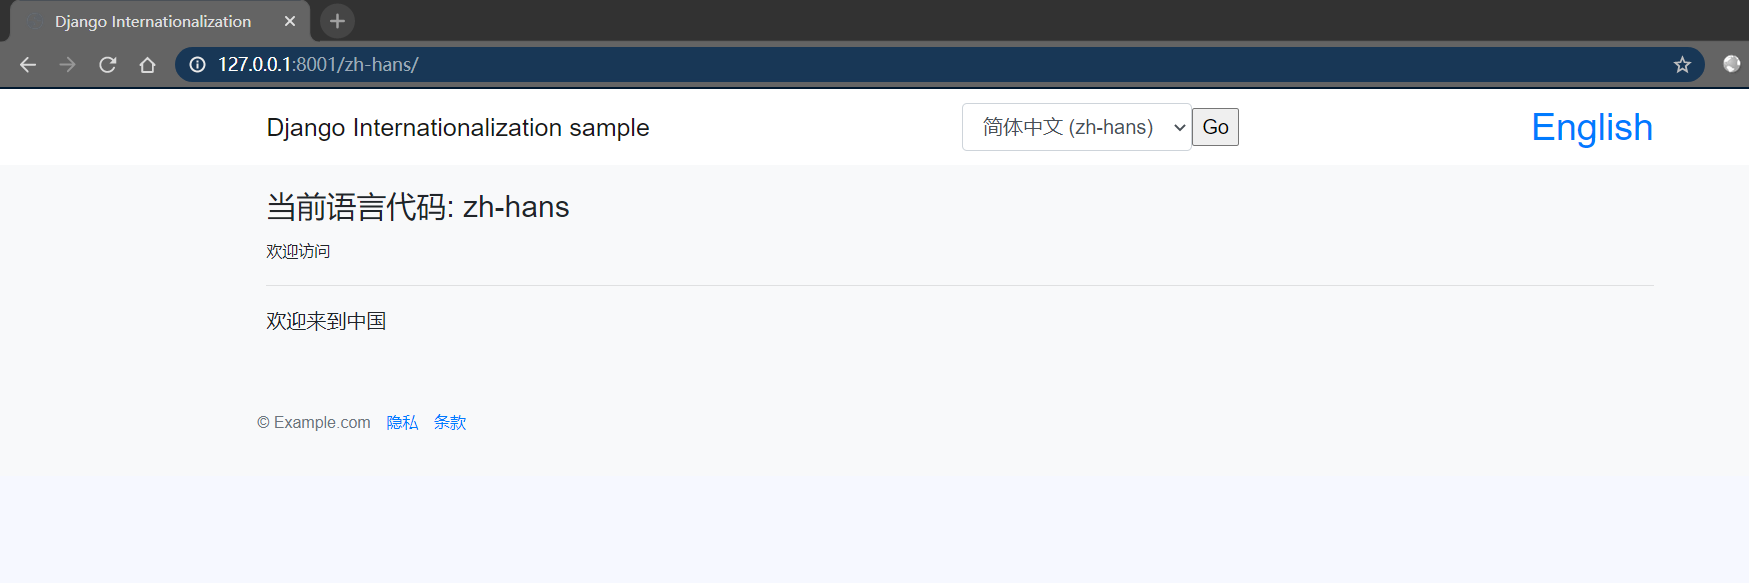 Django Internationalization
127.0.0.1:8001/zh-hans/
Django Internationalization sample
简体中文 (zh-hans)
Go
English
当前语言代码: zh-hans
欢迎访问
欢迎来到中国
© Example.com 隐私 条款